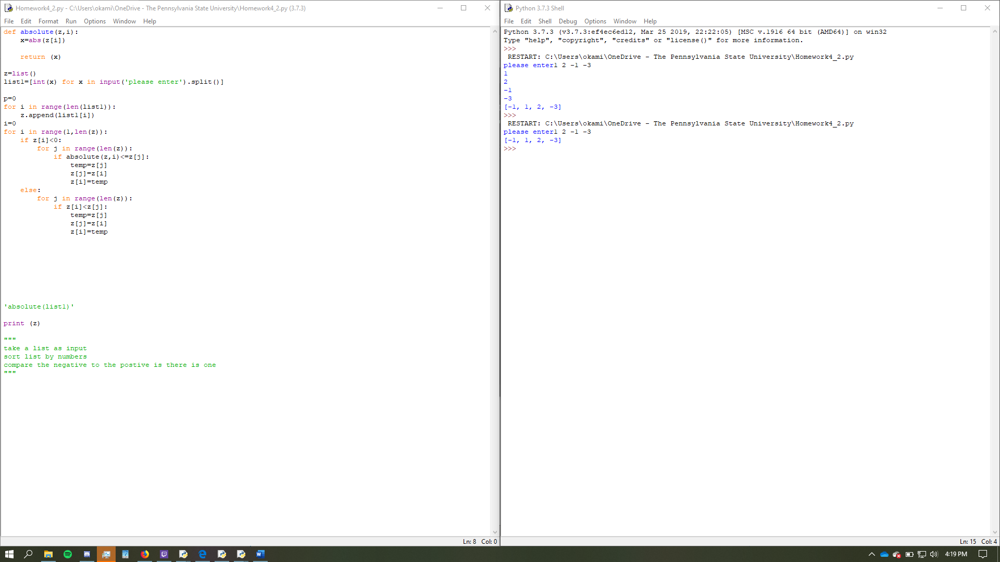 Homework4_2.py - C:\Users\okami\OneDrive - The Pennsylvania State University\Homework4_2.py (3.7.3)
File Edit Format Run Options Window Help
def absolute(z,i):
    x=abs(z[i])
    return (x)
z=list()
list1=[int(x) for x in input('please enter').split()]
p=0
for i in range(len(list1)):
    z.append(list1[i])
i=0
for i in range(1,len(z)):
    if z[i]<0:
        for j in range(len(z)):
            if absolute(z,i)<=z[j]:
                temp=z[j]
                z[j]=z[i]
                z[i]=temp
    else:
        for j in range(len(z)):
            if z[i]<z[j]:
                temp=z[j]
                z[j]=z[i]
                z[i]=temp
'absolute(list1)'
print (z)
"""
take a list as input
sort list by numbers
compare the negative to the postive is there is one
"""
Ln: 8 Col: 0
Python 3.7.3 Shell
File Edit Shell Debug Options Window Help
Python 3.7.3 (v3.7.3:ef4ec6ed12, Mar 25 2019, 22:22:05) [MSC v.1916 64 bit (AMD64)] on win32
Type "help", "copyright", "credits" or "license()" for more information.
>>>
 RESTART: C:\Users\okami\OneDrive - The Pennsylvania State University\Homework4_2.py
please enter1 2 -1 -3
1
2
-1
-3
[-1, 1, 2, -3]
>>>
 RESTART: C:\Users\okami\OneDrive - The Pennsylvania State University\Homework4_2.py
please enter1 2 -1 -3
[-1, 1, 2, -3]
>>>
Ln: 15 Col: 4
4:19 PM